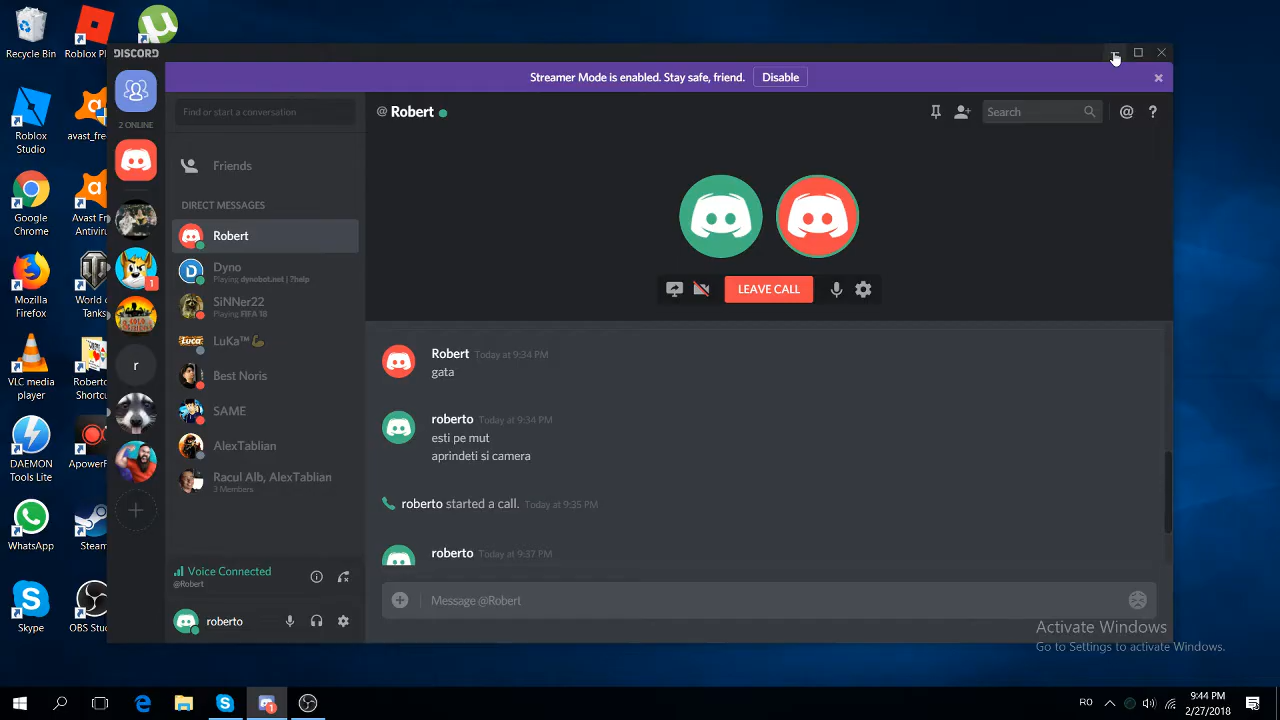 Recycle Bin
Roblox Pl
DISCORD
Streamer Mode is enabled. Stay safe, friend.
Disable
Find or start a conversation
@ Robert
Search
2 ONLINE
Friends
DIRECT MESSAGES
Robert
Dyno
Playing dynobot.net | ?help
SiNNer22
Playing FIFA 18
LuKa™
Best Noris
SAME
AlexTablian
Racul Alb, AlexTablian
3 Members
1
r
LEAVE CALL
Robert Today at 9:34 PM
gata
roberto Today at 9:34 PM
esti pe mut
aprindeti si camera
roberto started a call. Today at 9:35 PM
roberto Today at 9:37 PM
Message @Robert
Voice Connected
@Robert
roberto
Roblox
Studio
avast_free
Google
Chrome
Avast Fr
Antivir
Mozilla
Firefox
World o
Tanks
VLC media
player
Roberto
Shortcu
DAEMON
Tools Lite
ApowerR
WhatsApp
Steam
Skype
OBS Stud
Activate Windows
Go to Settings to activate Windows.
1
RO
9:44 PM
2/27/2018